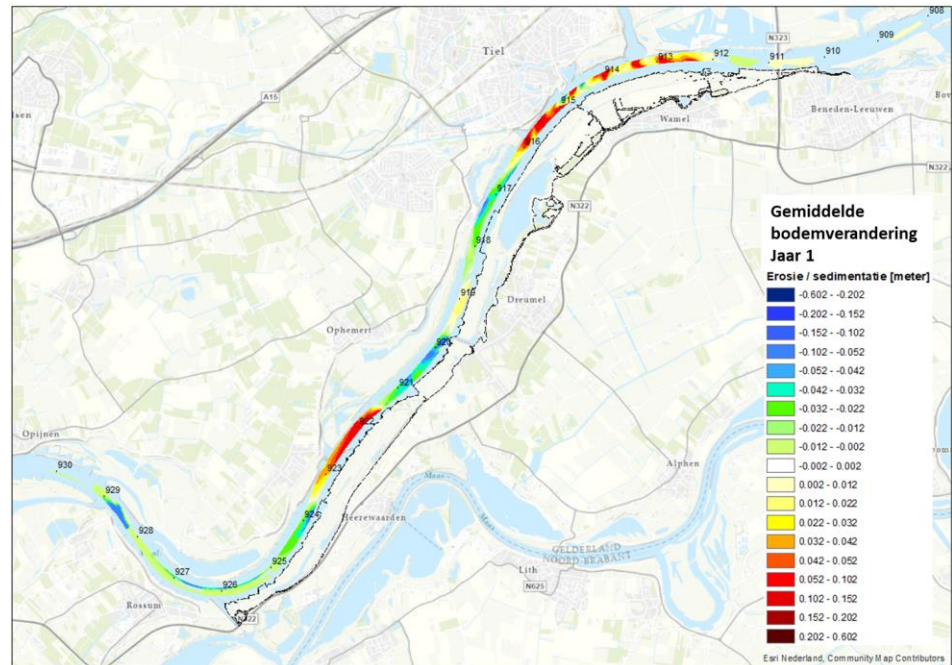 908
909
N323
912
911
910
913
Tiel
914
915
A15
Beneden-Leeuwen
Wamel
N322
917
N322
918
919
Dreumel
Ophemert
920
921
Opijnen
923
930
Alphen
929
924
Maas
Heerewaarden
928
Maas
GELDERLAND
NOORD-BRABANT
925
927
926
Lith
Rossum
N625
Gemiddelde
bodemverandering
Jaar 1
Erosie / sedimentatie [meter]
-0.602 - -0.202
-0.202 - -0.152
-0.152 - -0.102
-0.102 - -0.052
-0.052 - -0.042
-0.042 - -0.032
-0.032 - -0.022
-0.022 - -0.012
-0.012 - -0.002
-0.002 - 0.002
0.002 - 0.012
0.012 - 0.022
0.022 - 0.032
0.032 - 0.042
0.042 - 0.052
0.052 - 0.102
0.102 - 0.152
0.152 - 0.202
0.202 - 0.602
Esri Nederland, Community Map Contributors